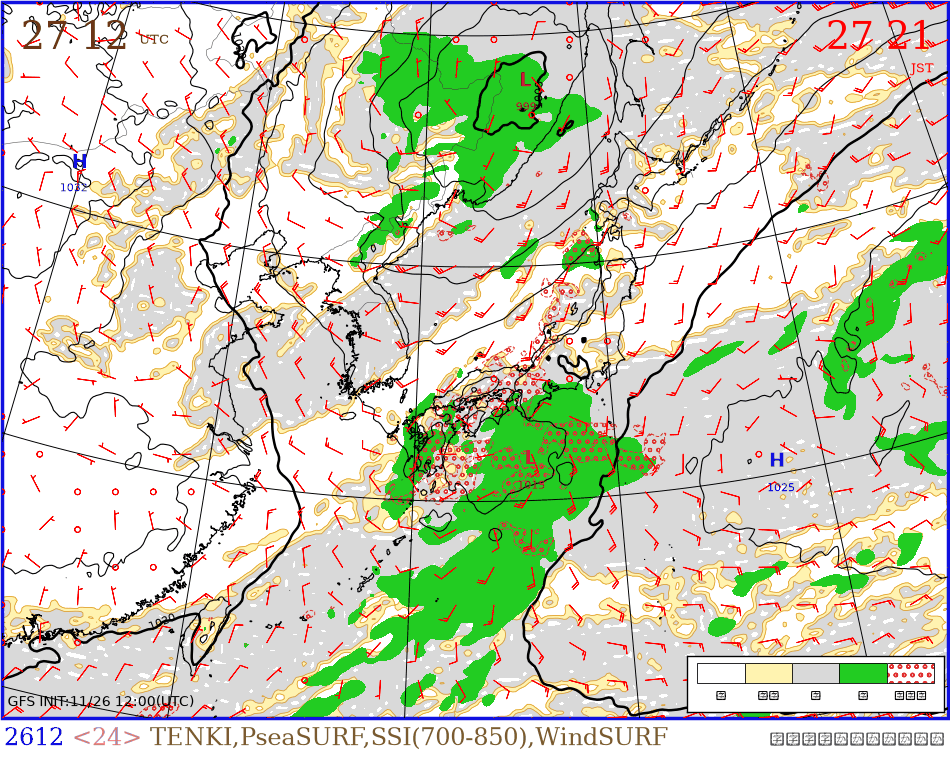 27 12 UTC
27 21
JST
L
999
H
1032
L
1013
H
1025
1020
GFS INIT:11/26 12:00(UTC)
2612 <24> TENKI,PseaSURF,SSI(700-850),WindSURF